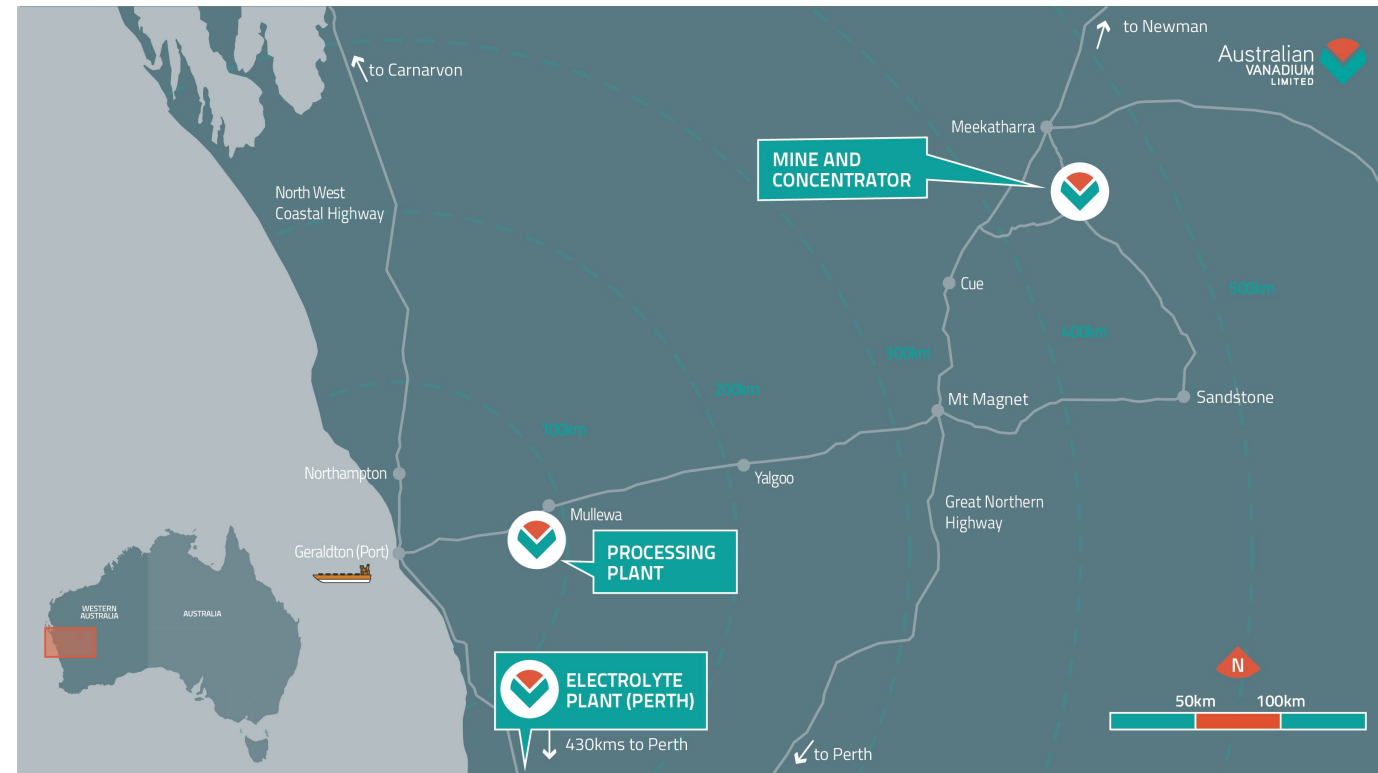 to Newman
Australian
VANADIUM
LIMITED
to Carnarvon
Meekatharra
MINE AND
CONCENTRATOR
North West
Coastal Highway
Cue
500km
400km
300km
200km
100km
Mt Magnet
Sandstone
Northampton
Yalgoo
Great Northern
Highway
Mullewa
Geraldton (Port)
PROCESSING
PLANT
WESTERN
AUSTRALIA
AUSTRALIA
ELECTROLYTE
PLANT (PERTH)
430kms to Perth
to Perth
N
50km
100km